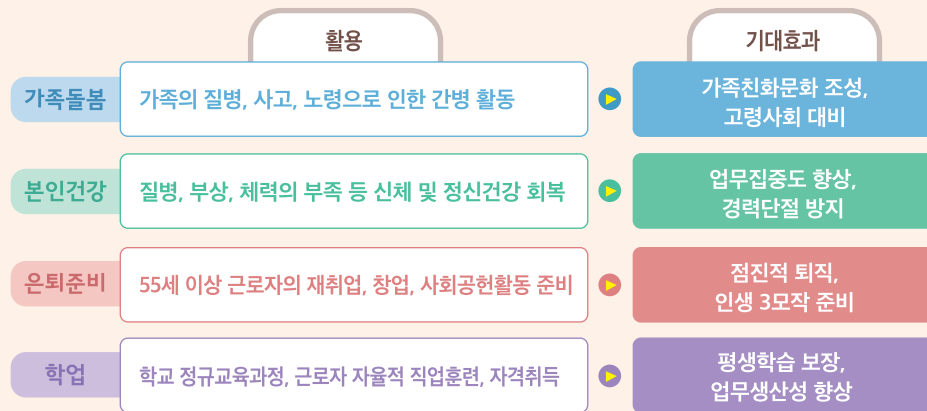 활용
기대효과
가족돌봄
가족의 질병, 사고, 노령으로 인한 간병 활동
가족친화문화 조성,
고령사회 대비
본인건강
질병, 부상, 체력의 부족 등 신체 및 정신건강 회복
업무집중도 향상,
경력단절 방지
은퇴준비
55세 이상 근로자의 재취업, 창업, 사회공헌활동 준비
점진적 퇴직,
인생 3모작 준비
학업
학교 정규교육과정, 근로자 자율적 직업훈련, 자격취득
평생학습 보장,
업무생산성 향상